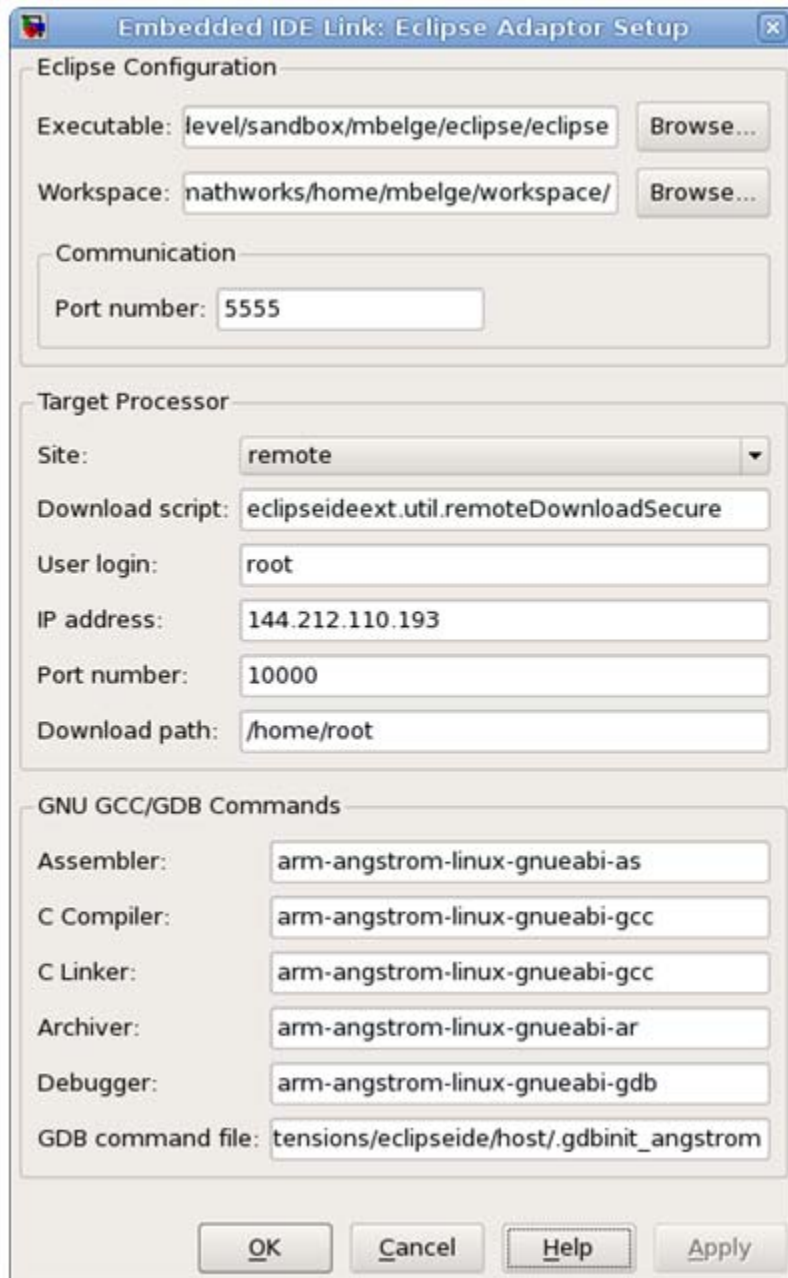 Embedded IDE Link: Eclipse Adaptor Setup
Eclipse Configuration
Executable: devel/sandbox/mbelge/eclipse/eclipse Browse...
Workspace: mathworks/home/mbelge/workspace/ Browse...
Communication
Port number: 5555
Target Processor
Site: remote
Download script: eclipseideext.util.remoteDownloadSecure
User login: root
IP address: 144.212.110.193
Port number: 10000
Download path: /home/root
GNU GCC/GDB Commands
Assembler: arm-angstrom-linux-gnueabi-as
C Compiler: arm-angstrom-linux-gnueabi-gcc
C Linker: arm-angstrom-linux-gnueabi-gcc
Archiver: arm-angstrom-linux-gnueabi-ar
Debugger: arm-angstrom-linux-gnueabi-gdb
GDB command file: tensions/eclipseide/host/.gdbinit_angstrom
OK Cancel Help Apply